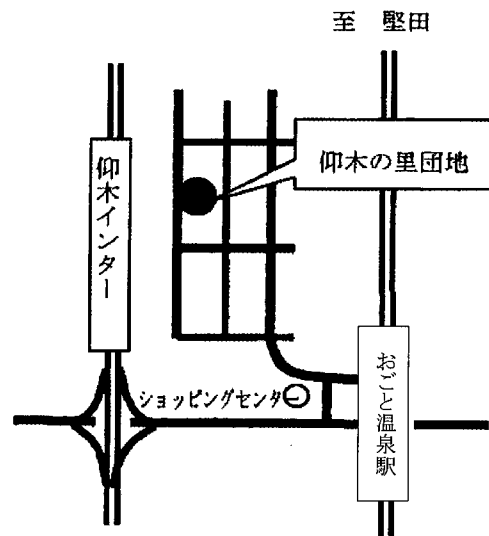 至 堅田
仰木の里団地
仰木インター
おごと温泉駅
ショッピングセンター